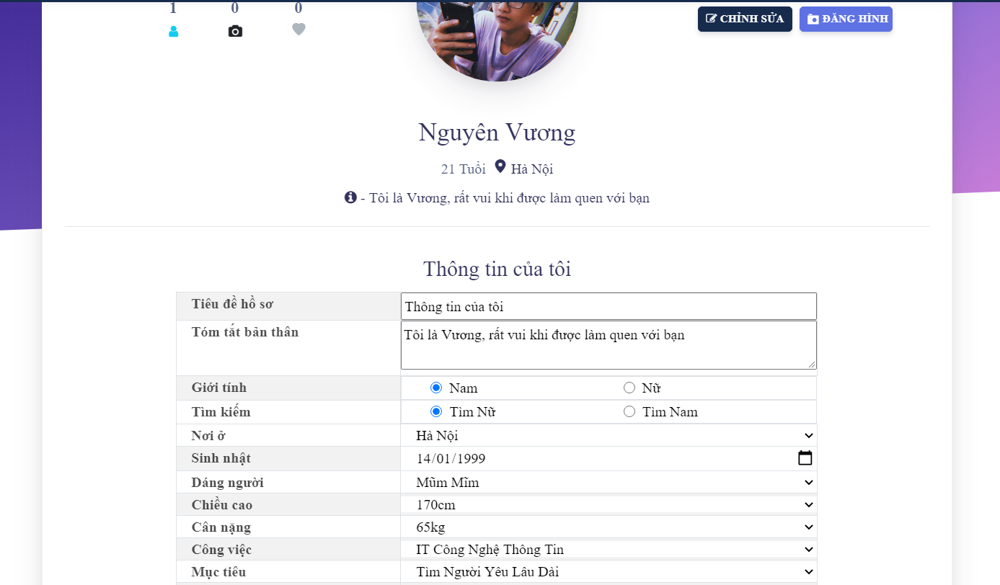 1 0 0
CHỈNH SỬA ĐĂNG HÌNH
Nguyên Vương
21 Tuổi Hà Nội
- Tôi là Vương, rất vui khi được làm quen với bạn
Thông tin của tôi
Tiêu đề hồ sơ Thông tin của tôi
Tóm tắt bản thân Tôi là Vương, rất vui khi được làm quen với bạn
Giới tính Nam Nữ
Tìm kiếm Tìm Nữ Tìm Nam
Nơi ở Hà Nội
Sinh nhật 14/01/1999
Dáng người Mũm Mĩm
Chiều cao 170cm
Cân nặng 65kg
Công việc IT Công Nghệ Thông Tin
Mục tiêu Tìm Người Yêu Lâu Dài